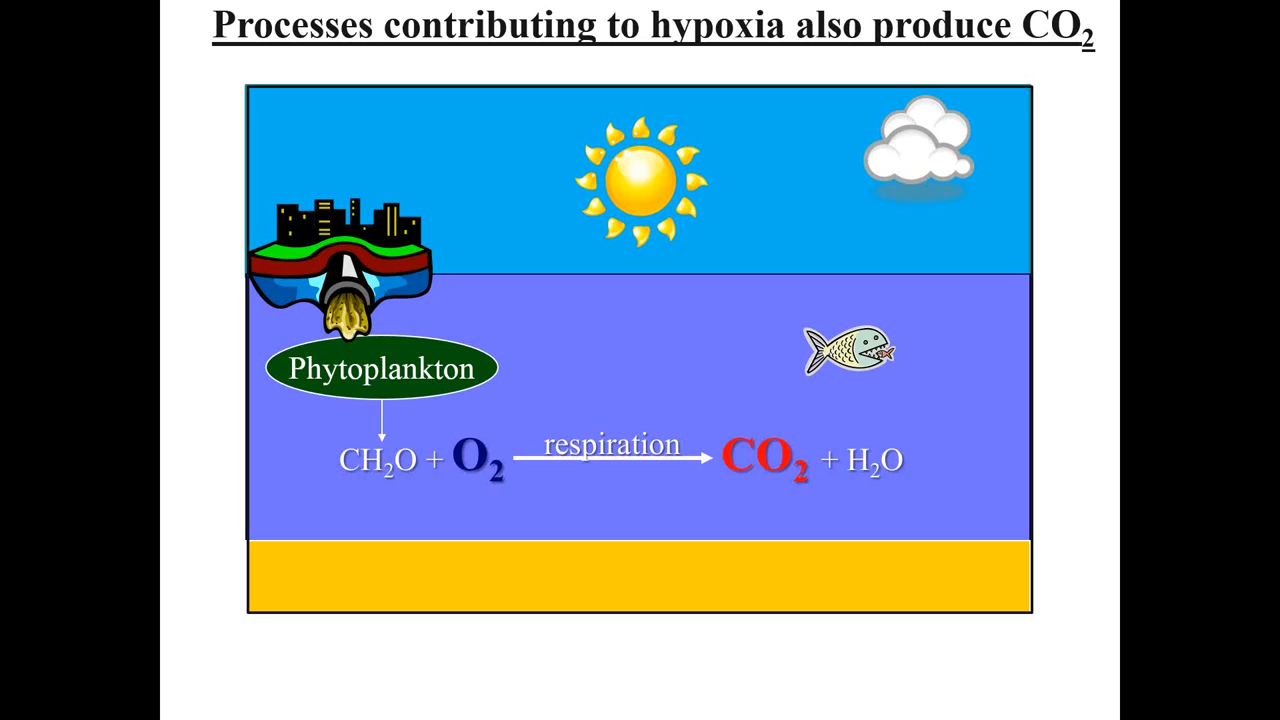 Processes contributing to hypoxia also produce CO₂
Phytoplankton
respiration
CH₂O + O₂ → CO₂ + H₂O